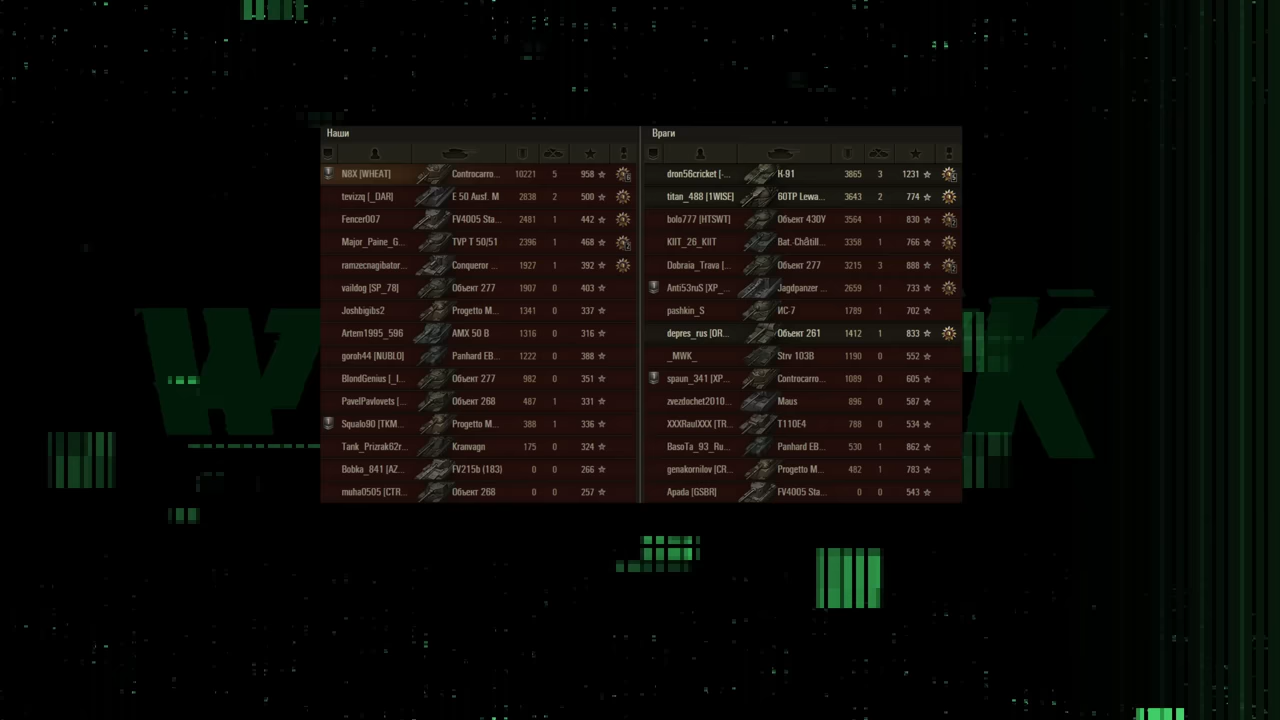 Наши
N8X [WHEAT] Controcarro... 10221 5 958
tevizzq [_DAR] E 50 Ausf. M 2838 2 500
Fencer007 FV4005 Sta... 2481 1 442
Major_Paine_G... TVP T 50/51 2396 1 468
ramzecnagibator... Conqueror ... 1927 1 392
vaildog [SP_78] Объект 277 1907 0 403
Joshbigibs2 Progetto M... 1341 0 337
Artem1995_596 AMX 50 B 1316 0 316
goroh44 [NUBLO] Panhard EB... 1222 0 388
BlondGenius [_I... Объект 277 982 0 351
PavelPavlovets [... Объект 268 487 1 331
Squalo90 [TKM... Progetto M... 388 1 336
Tank_Prizrak62r... Kranvagn 175 0 324
Bobka_841 [AZ... FV215b (183) 0 0 266
muha0505 [CTR... Объект 268 0 0 257
Враги
dron56cricket [-... K-91 3865 3 1231
titan_488 [1WISE] 60TP Lewa... 3643 2 774
bolo777 [HTSWT] Объект 430У 3564 1 830
KIIT_26_KIIT Bat.-Châtill... 3358 1 766
Dobraia_Trava [... Объект 277 3215 3 888
Anti53ruS [XP_... Jagdpanzer ... 2659 1 733
pashkin_S ИС-7 1789 1 702
depres_rus [OR... Объект 261 1412 1 833
_MWK_ Strv 103B 1190 0 552
spaun_341 [XP... Controcarro... 1089 0 605
zvezdochet2010... Maus 896 0 587
XXXRaulXXX [TR... T110E4 788 0 534
BasoTa_93_Ru... Panhard EB... 530 1 862
genakornilov [CR... Progetto M... 482 1 783
Apada [GSBR] FV4005 Sta... 0 0 543